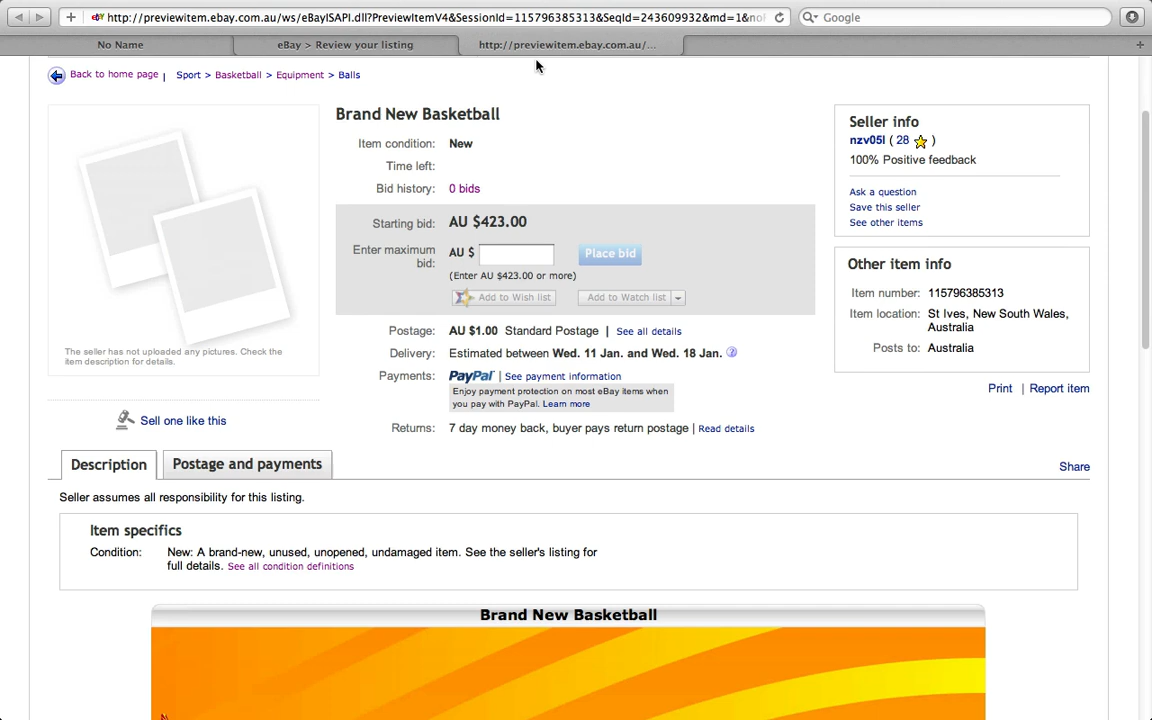 http://previewitem.ebay.com.au/ws/eBayISAPI.dll?PreviewItemV4&SessionId=115796385313&SeqId=243609932&md=1&no
Google
No Name
eBay > Review your listing
http://previewitem.ebay.com.au/...
Back to home page | Sport > Basketball > Equipment > Balls
Brand New Basketball
Item condition: New
Time left:
Bid history: 0 bids
Starting bid: AU $423.00
Enter maximum
bid:
AU $
Place bid
(Enter AU $423.00 or more)
Add to Wish list
Add to Watch list
Postage: AU $1.00 Standard Postage | See all details
Delivery: Estimated between Wed. 11 Jan. and Wed. 18 Jan. ?
Payments: PayPal | See payment information
Enjoy payment protection on most eBay items when
you pay with PayPal. Learn more
Returns: 7 day money back, buyer pays return postage | Read details
The seller has not uploaded any pictures. Check the
item description for details.
Sell one like this
Seller info
nzv05l ( 28 )
100% Positive feedback
Ask a question
Save this seller
See other items
Other item info
Item number: 115796385313
Item location: St Ives, New South Wales,
Australia
Posts to: Australia
Print | Report item
Description
Postage and payments
Share
Seller assumes all responsibility for this listing.
Item specifics
Condition: New: A brand-new, unused, unopened, undamaged item. See the seller's listing for
full details. See all condition definitions
Brand New Basketball